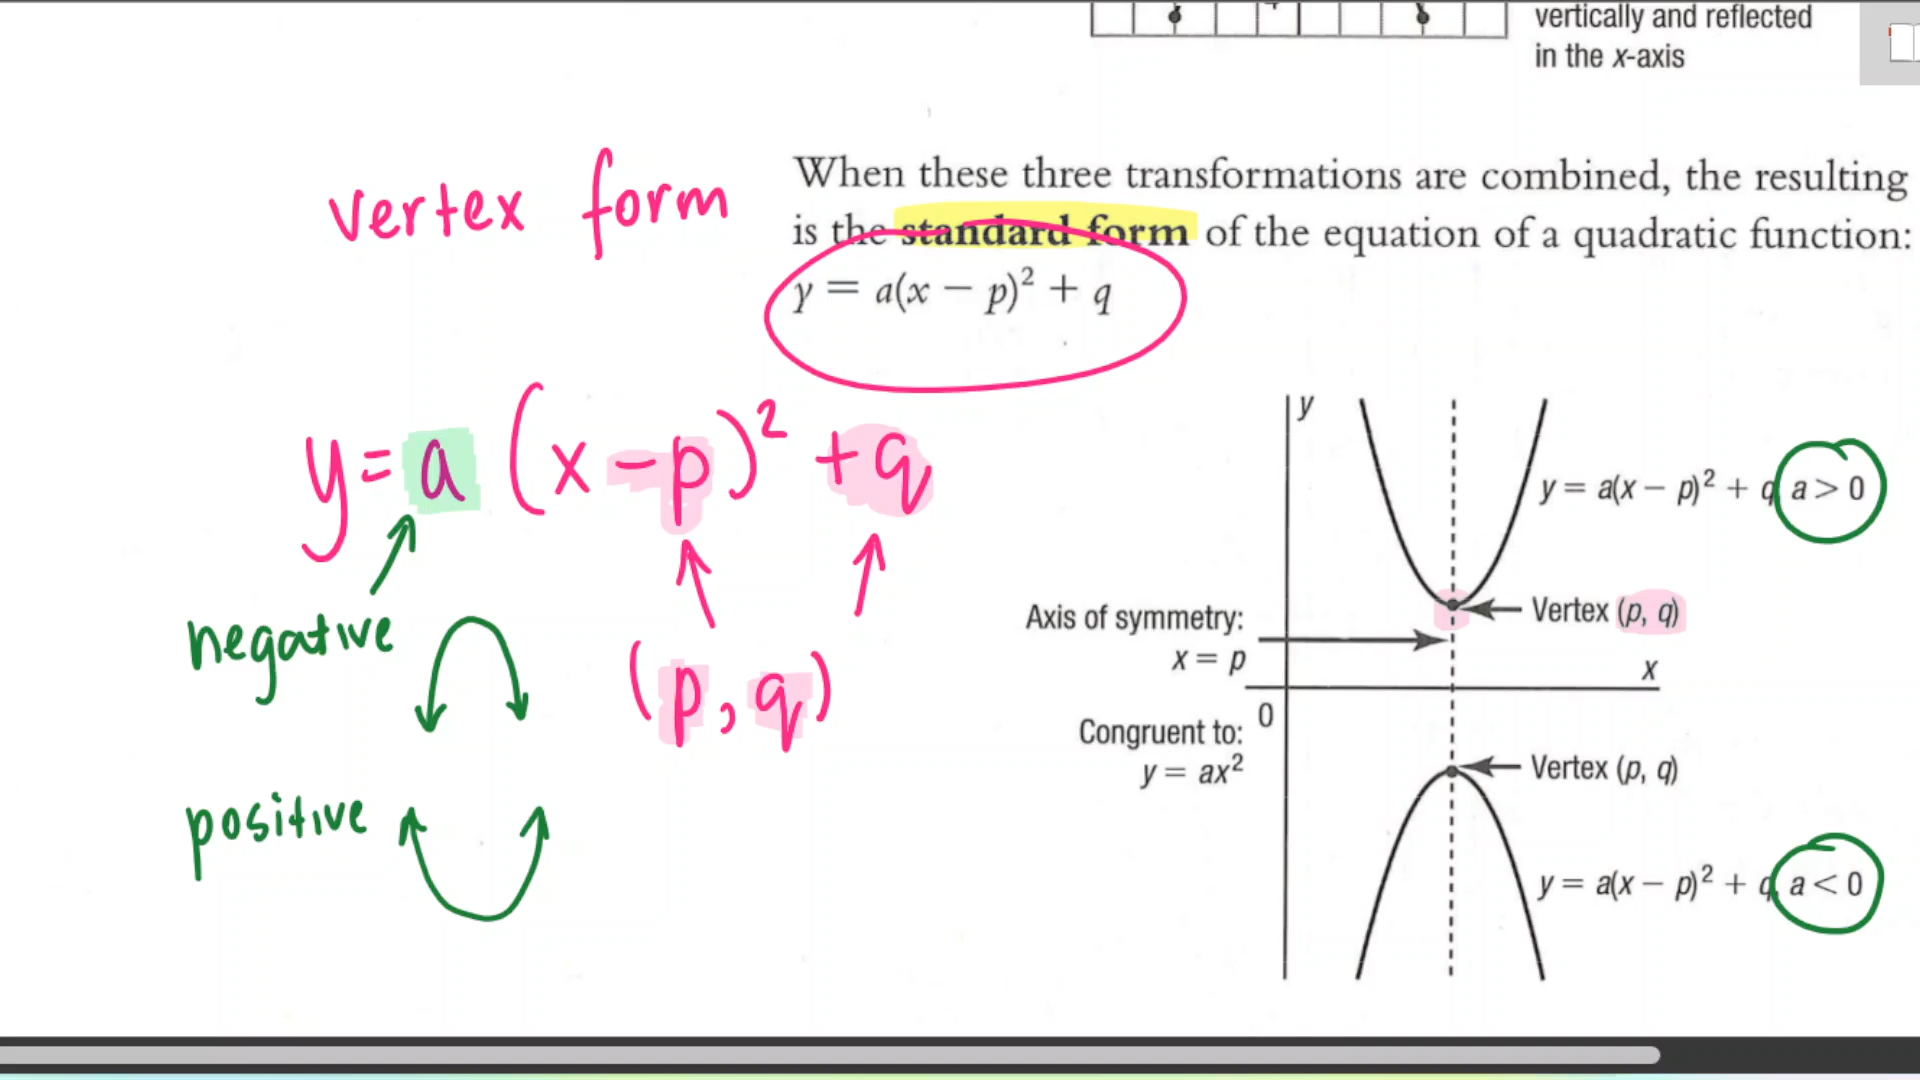 vertically and reflected
in the x-axis
vertex form
When these three transformations are combined, the resulting
is the standard form of the equation of a quadratic function:
y = a(x − p)² + q
y = a (x - p)² + q
negative
(p, q)
positive
y
y = a(x − p)² + q, a > 0
Vertex (p, q)
Axis of symmetry:
x = p
x
0
Congruent to:
y = ax²
Vertex (p, q)
y = a(x − p)² + q, a < 0